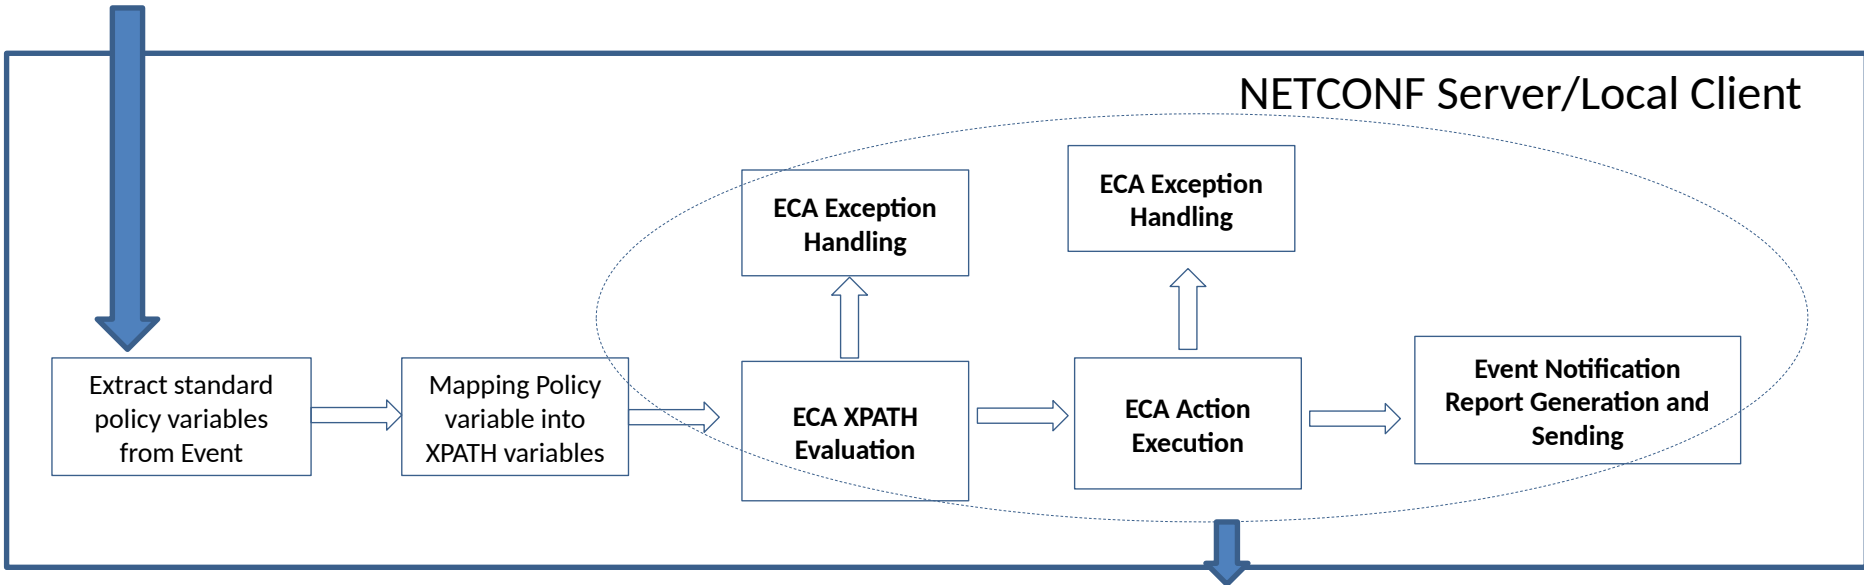 NETCONF Server/Local Client
ECA Exception
Handling
ECA Exception
Handling
Extract standard
policy variables
from Event
Mapping Policy
variable into
XPATH variables
ECA XPATH
Evaluation
ECA Action
Execution
Event Notification
Report Generation and
Sending